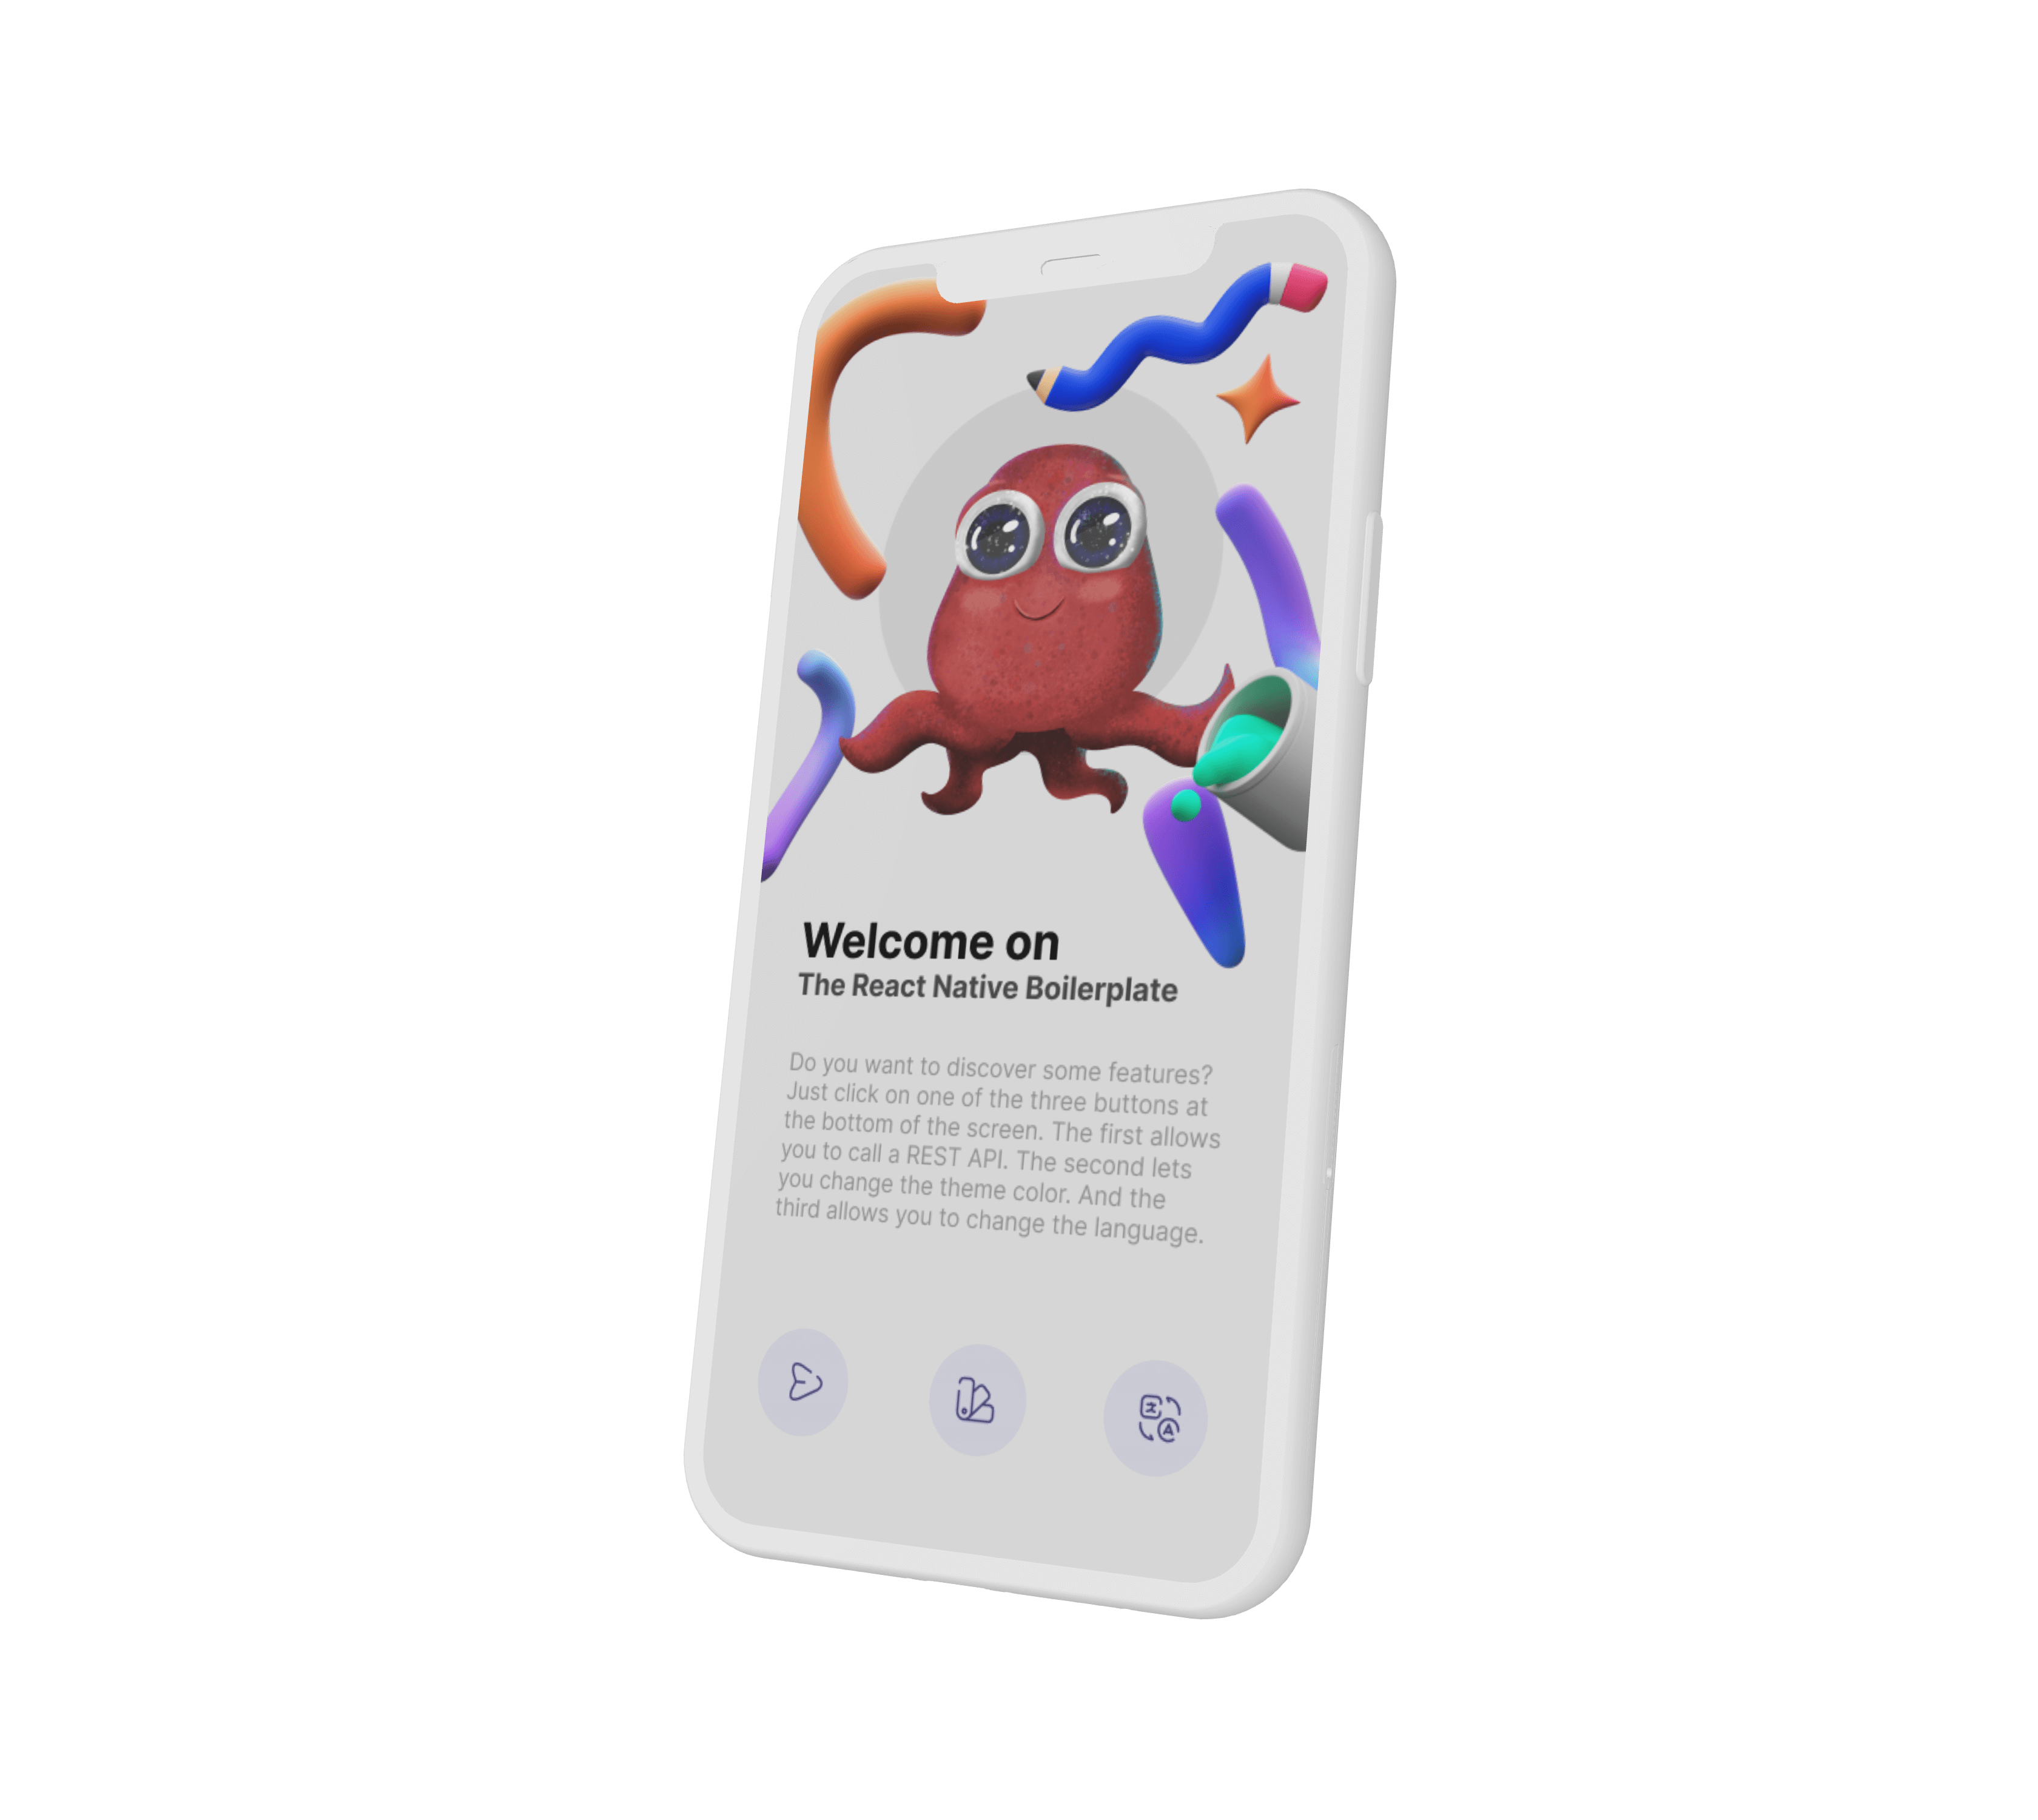 Welcome on
The React Native Boilerplate
Do you want to discover some features?
Just click on one of the three buttons at
the bottom of the screen. The first allows
you to call a REST API. The second lets
you change the theme color. And the
third allows you to change the language.
文
A